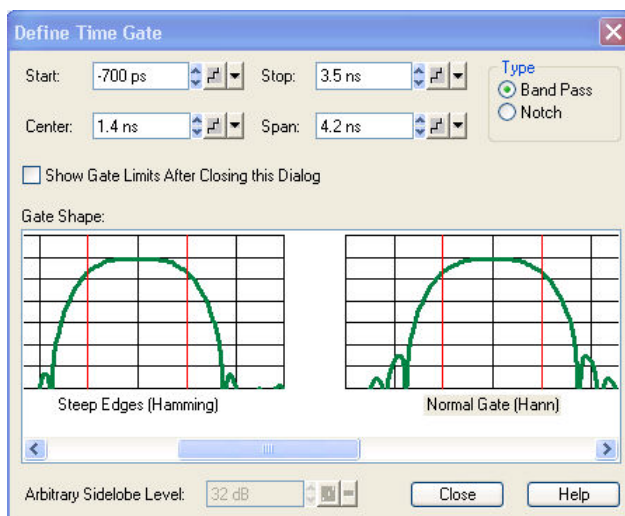 Define Time Gate
Start: -700 ps Stop: 3.5 ns
Center: 1.4 ns Span: 4.2 ns
Type
Band Pass
Notch
Show Gate Limits After Closing this Dialog
Gate Shape:
Steep Edges (Hamming) Normal Gate (Hann)
Arbitrary Sidelobe Level: 32 dB Close Help